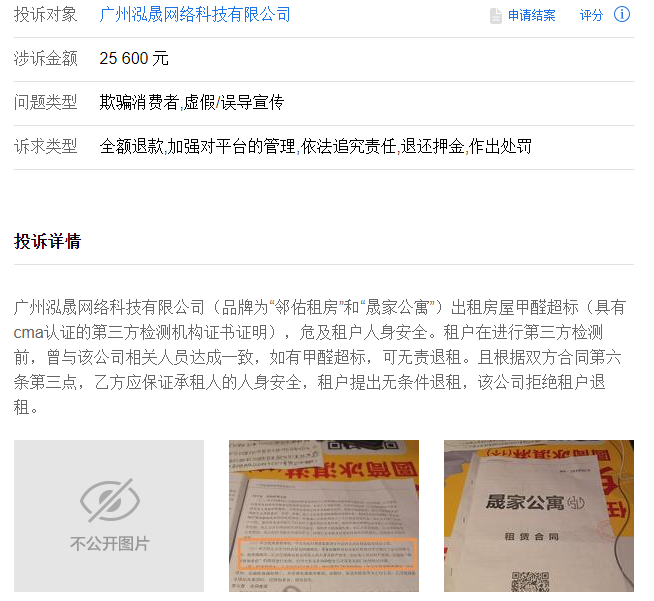 投诉对象 广州泓晟网络科技有限公司 申请结案 评分
涉诉金额 25 600 元
问题类型 欺骗消费者,虚假/误导宣传
诉求类型 全额退款,加强对平台的管理,依法追究责任,退还押金,作出处罚
投诉详情
广州泓晟网络科技有限公司（品牌为“邻佑租房”和“晟家公寓”）出租房屋甲醛超标（具有
cma认证的第三方检测机构证书证明），危及租户人身安全。租户在进行第三方检测
前，曾与该公司相关人员达成一致，如有甲醛超标，可无责退租。且根据双方合同第六
条第三点，乙方应保证承租人的人身安全，租户提出无条件退租，该公司拒绝租户退
租。
不公开图片
圆筒冰淇淋
晟家公寓
租赁合同